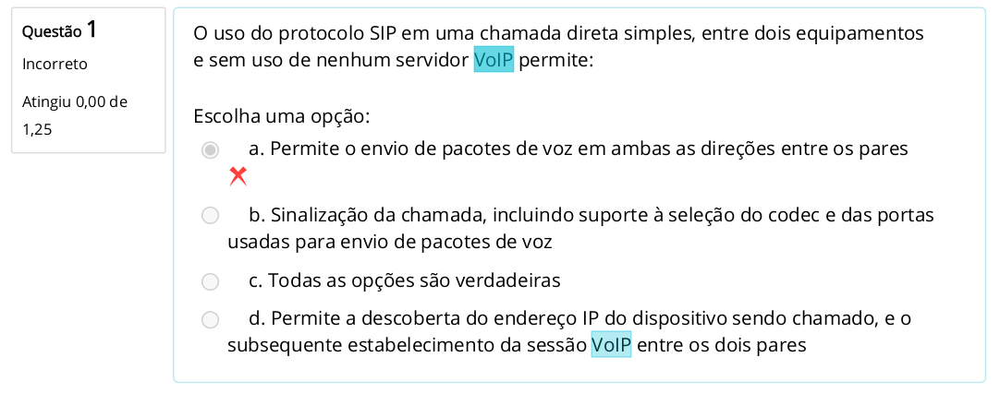 Questão 1
Incorreto
Atingiu 0,00 de
1,25
O uso do protocolo SIP em uma chamada direta simples, entre dois equipamentos
e sem uso de nenhum servidor VoIP permite:
Escolha uma opção:
a. Permite o envio de pacotes de voz em ambas as direções entre os pares
b. Sinalização da chamada, incluindo suporte à seleção do codec e das portas
usadas para envio de pacotes de voz
c. Todas as opções são verdadeiras
d. Permite a descoberta do endereço IP do dispositivo sendo chamado, e o
subsequente estabelecimento da sessão VoIP entre os dois pares